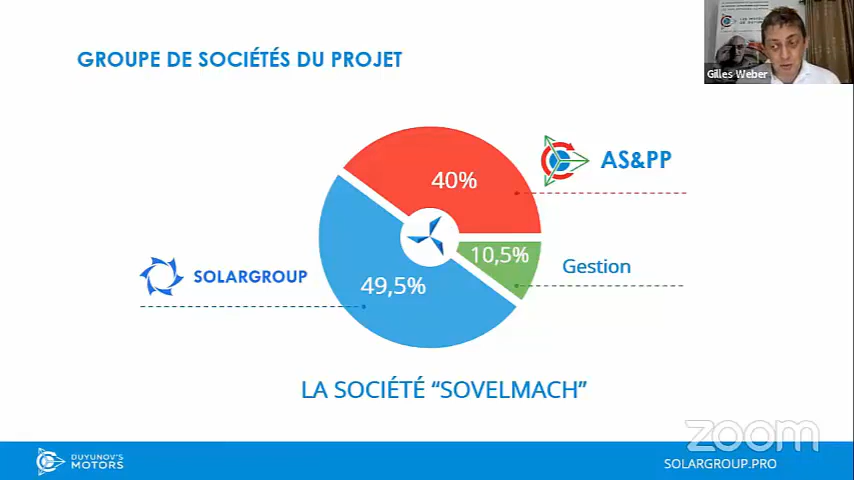 GROUPE DE SOCIÉTÉS DU PROJET
Gilles Weber
40%
AS&PP
10,5%
Gestion
SOLARGROUP
49,5%
LA SOCIÉTÉ “SOVELMACH”
zoom
DUYUNOV'S
MOTORS
SOLARGROUP.PRO